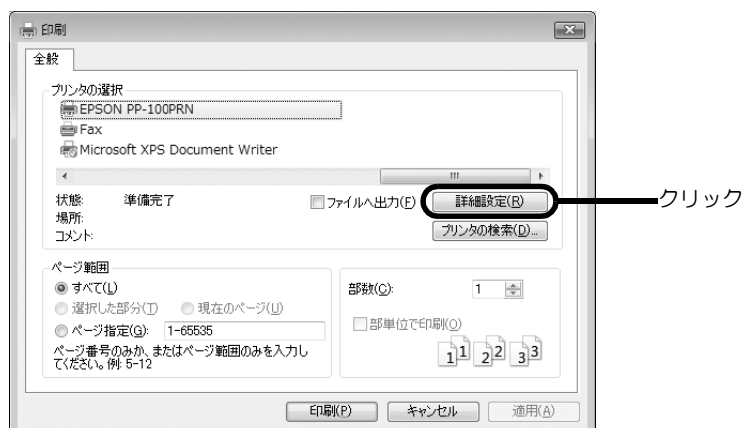 印刷
全般
プリンタの選択
EPSON PP-100PRN
Fax
Microsoft XPS Document Writer
状態: 準備完了 ファイルへ出力(F) 詳細設定(R) クリック
場所:
コメント: プリンタの検索(D)...
ページ範囲
すべて(L) 部数(C): 1
選択した部分(T) 現在のページ(U)
ページ指定(G): 1-65535 部単位で印刷(O)
ページ番号のみか、またはページ範囲のみを入力し
てください。例: 5-12
11 22 33
印刷(P) キャンセル 適用(A)